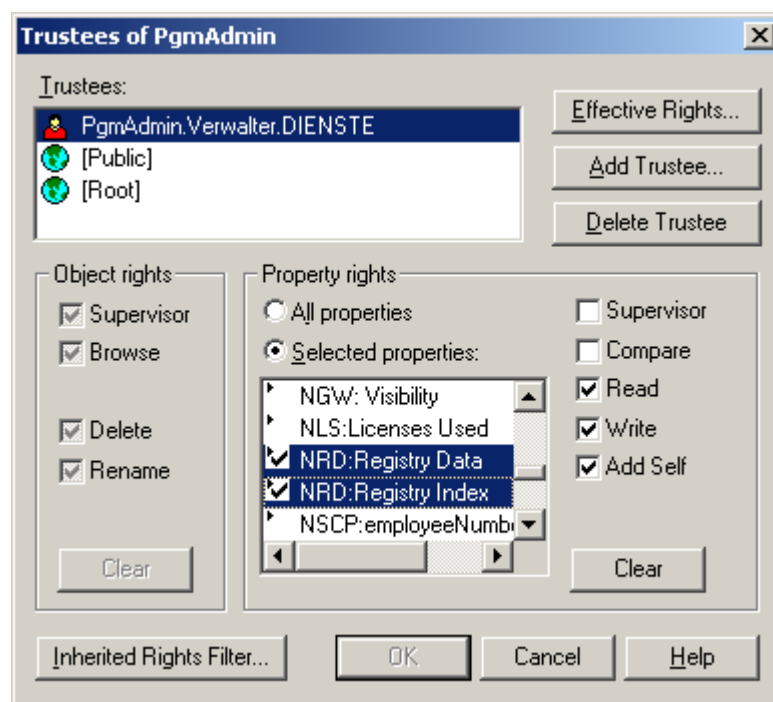 Trustees of PgmAdmin
Trustees:
PgmAdmin.Verwalter.DIENSTE
[Public]
[Root]
Effective Rights...
Add Trustee...
Delete Trustee
Object rights
Supervisor
Browse
Delete
Rename
Clear
Property rights
All properties
Selected properties:
NGW: Visibility
NLS:Licenses Used
NRD:Registry Data
NRD:Registry Index
NSCP:employeeNumb
Supervisor
Compare
Read
Write
Add Self
Clear
Inherited Rights Filter...
OK
Cancel
Help